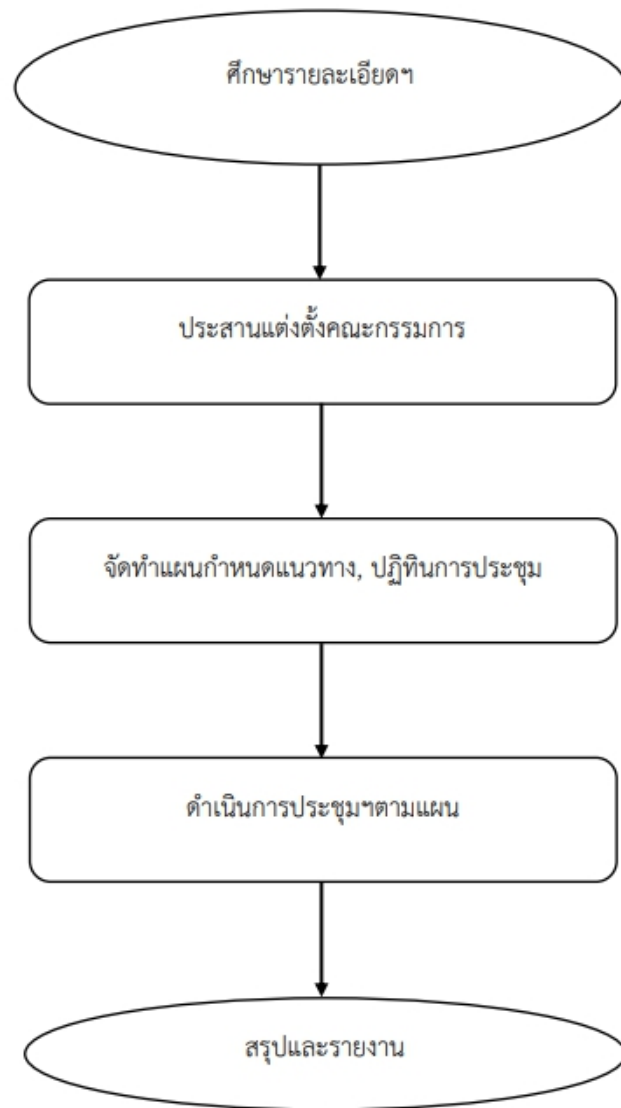 ศึกษารายละเอียดฯ
ประสานแต่งตั้งคณะกรรมการ
จัดทำแผนกำหนดแนวทาง, ปฏิทินการประชุม
ดำเนินการประชุมฯตามแผน
สรุปและรายงาน